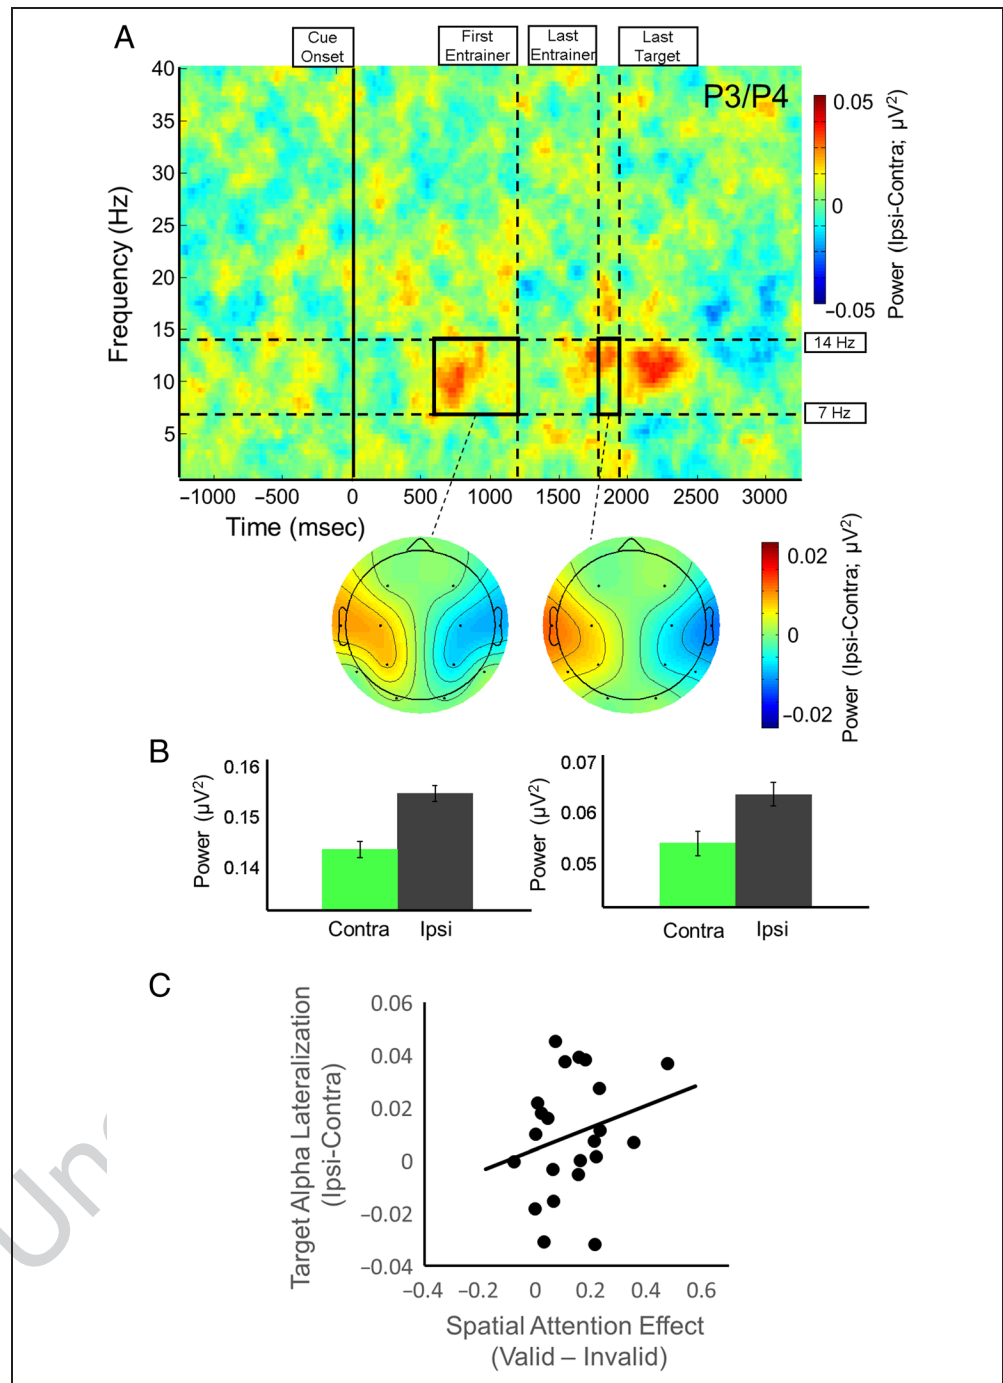 A
Cue
Onset
First
Entrainer
Last
Entrainer
Last
Target
P3/P4
40
35
30
25
20
15
10
5
Frequency (Hz)
−1000 −500 0 500 1000 1500 2000 2500 3000
Time (msec)
14 Hz
7 Hz
0.05
0
−0.05
Power (Ipsi-Contra; µV²)
0.02
0
−0.02
Power (Ipsi-Contra; µV²)
B
0.16
0.15
0.14
Power (µV²)
Contra Ipsi
0.07
0.06
0.05
Power (µV²)
Contra Ipsi
C
0.06
0.04
0.02
0
−0.02
−0.04
Target Alpha Lateralization
(Ipsi-Contra)
−0.4 −0.2 0 0.2 0.4 0.6
Spatial Attention Effect
(Valid – Invalid)
Un